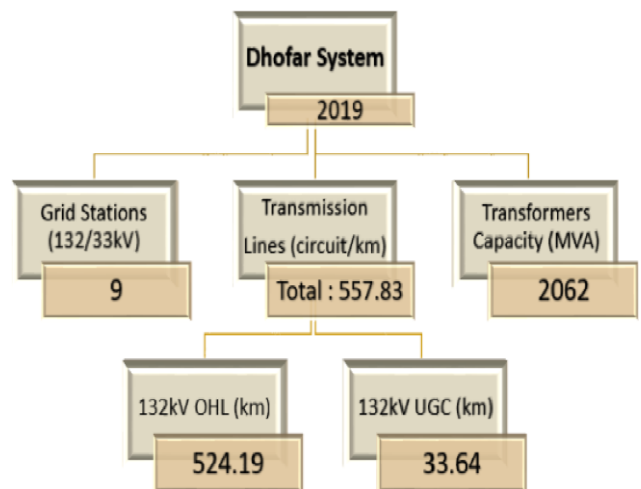 Dhofar System
2019
Grid Stations
(132/33kV)
9
Transmission
Lines (circuit/km)
Total : 557.83
Transformers
Capacity (MVA)
2062
132kV OHL (km)
524.19
132kV UGC (km)
33.64